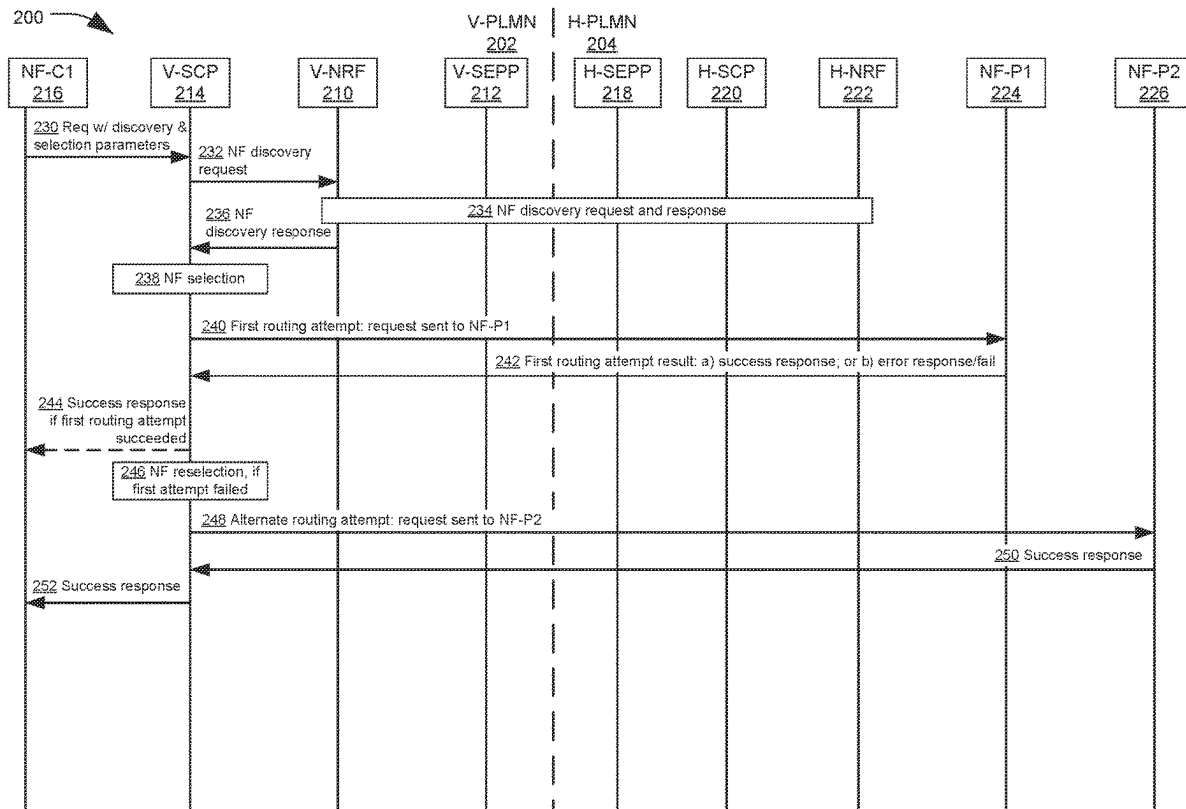 200
V-PLMN
202
H-PLMN
204
NF-C1
216
V-SCP
214
V-NRF
210
V-SEPP
212
H-SEPP
218
H-SCP
220
H-NRF
222
NF-P1
224
NF-P2
226
230 Req w/ discovery &
selection parameters
232 NF discovery
request
234 NF discovery request and response
236 NF
discovery response
238 NF selection
240 First routing attempt: request sent to NF-P1
242 First routing attempt result: a) success response; or b) error response/fail
244 Success response
if first routing attempt
succeeded
246 NF reselection, if
first attempt failed
248 Alternate routing attempt: request sent to NF-P2
250 Success response
252 Success response